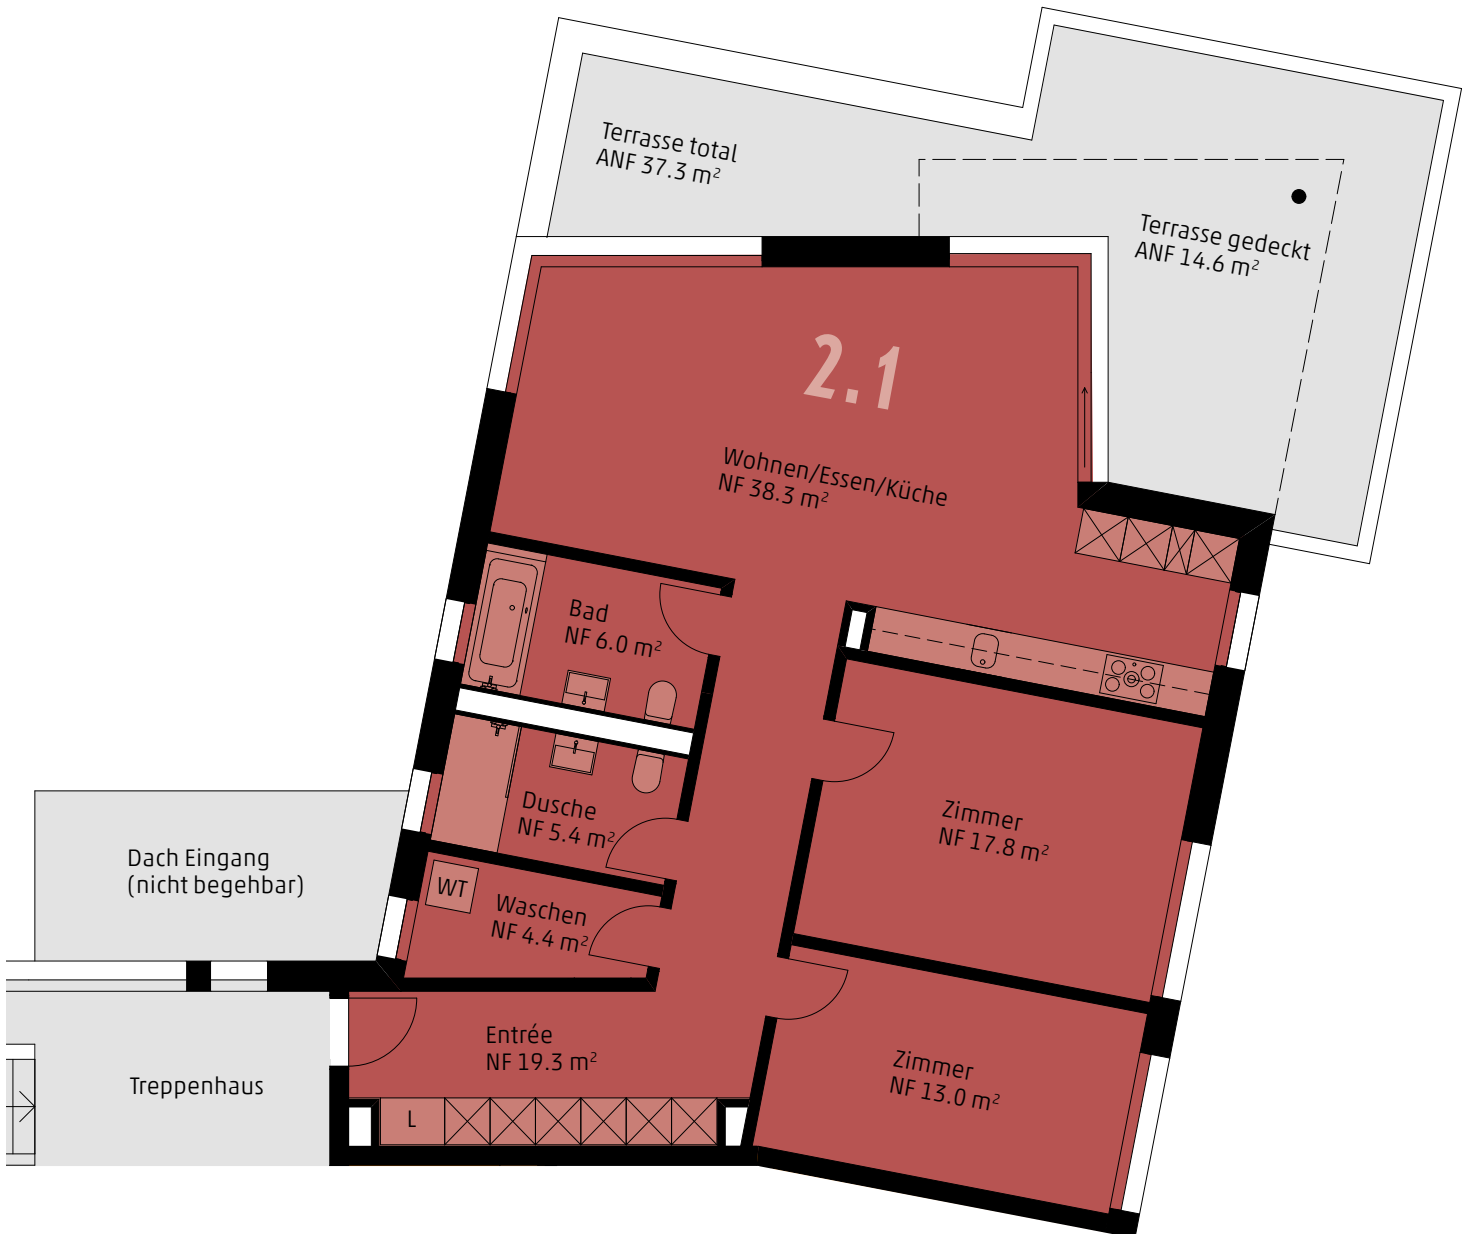 Terrasse total
ANF 37.3 m²
Terrasse gedeckt
ANF 14.6 m²
2.1
Wohnen/Essen/Küche
NF 38.3 m²
Bad
NF 6.0 m²
Dusche
NF 5.4 m²
Zimmer
NF 17.8 m²
Dach Eingang
(nicht begehbar)
WT
Waschen
NF 4.4 m²
Entrée
NF 19.3 m²
Zimmer
NF 13.0 m²
Treppenhaus
L